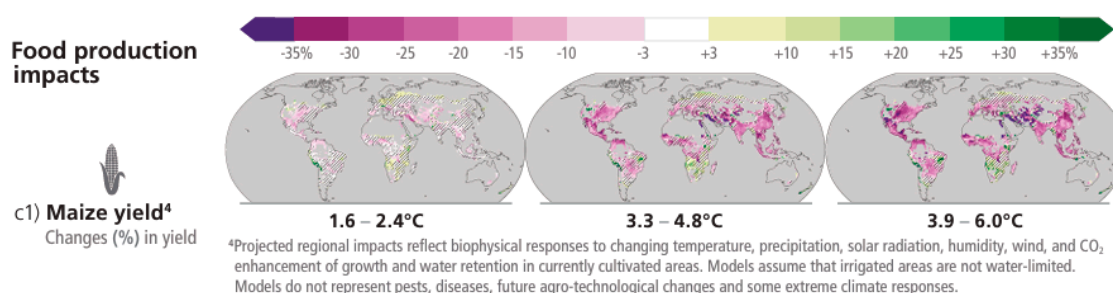 Food production
impacts
-35% -30 -25 -20 -15 -10 -3 +3 +10 +15 +20 +25 +30 +35%
c1) Maize yield⁴
Changes (%) in yield
1.6 – 2.4°C 3.3 – 4.8°C 3.9 – 6.0°C
⁴Projected regional impacts reflect biophysical responses to changing temperature, precipitation, solar radiation, humidity, wind, and CO₂
enhancement of growth and water retention in currently cultivated areas. Models assume that irrigated areas are not water-limited.
Models do not represent pests, diseases, future agro-technological changes and some extreme climate responses.